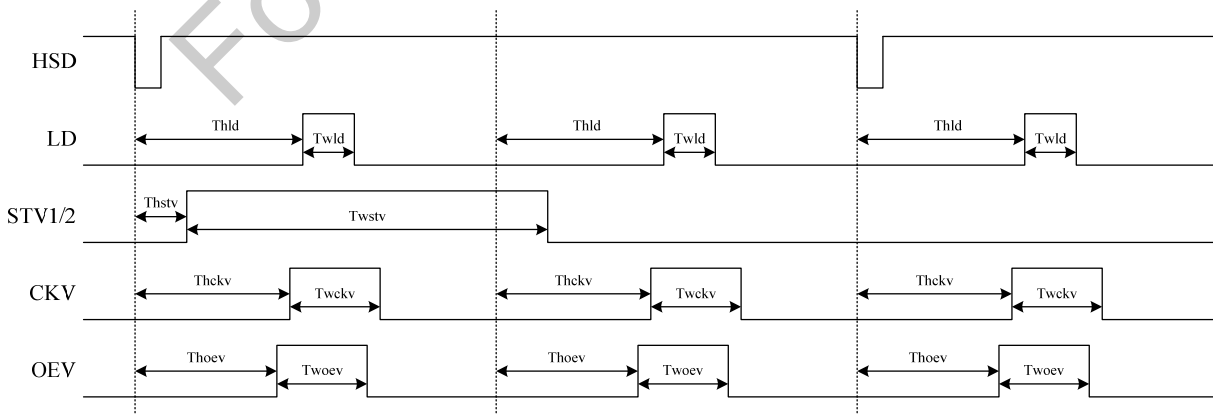 Fo
HSD
LD
Thld
Twld
Thld
Twld
Thld
Twld
STV1/2
Thstv
Twstv
CKV
Thckv
Twckv
Thckv
Twckv
Thckv
Twckv
OEV
Thoev
Twoev
Thoev
Twoev
Thoev
Twoev